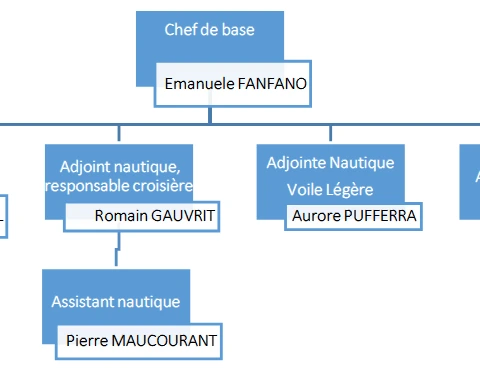 Chef de base
Emanuele FANFANO
Adjoint nautique,
responsable croisière
Romain GAUVRIT
Adjointe Nautique
Voile Légère
Aurore PUFFERRA
Assistant nautique
Pierre MAUCOURANT